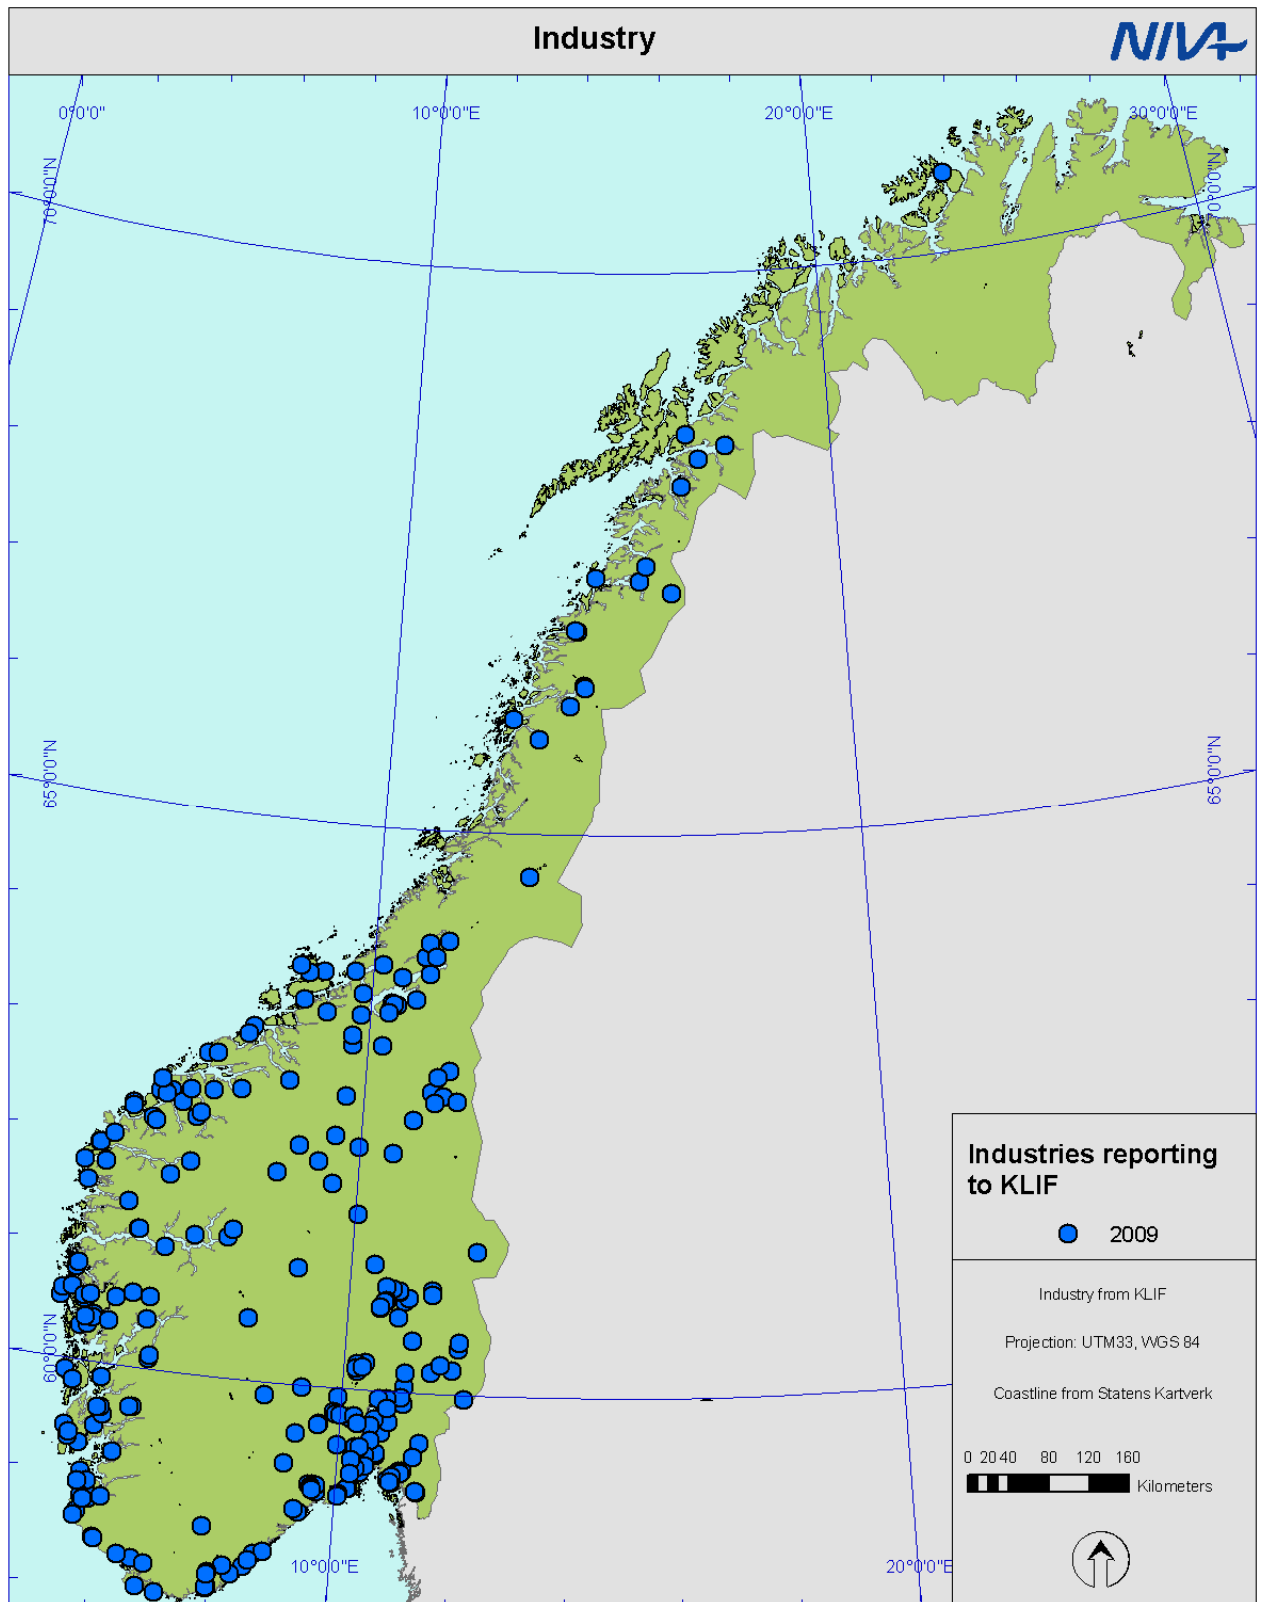 Industry
NIVA
0°0'0"
10°0'0"E
20°0'0"E
30°0'0"E
70°0'0"N
70°0'0"N
65°0'0"N
65°0'0"N
60°0'0"N
10°0'0"E
20°0'0"E
Industries reporting
to KLIF
2009
Industry from KLIF
Projection: UTM33, WGS 84
Coastline from Statens Kartverk
0 20 40 80 120 160
Kilometers